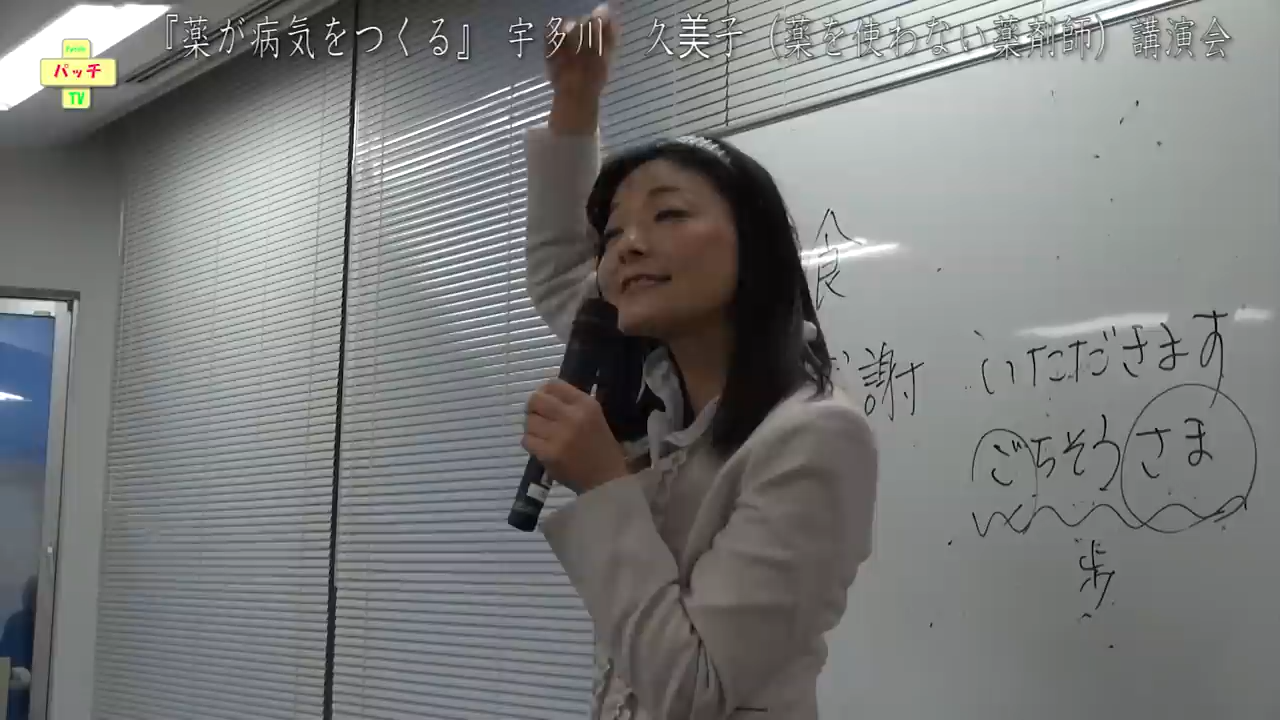 『薬が病気をつくる』 宇多川 久美子（薬を使わない薬剤師）講演会
パッチ
TV
食
謝
いただきます
ごちそうさま
歩